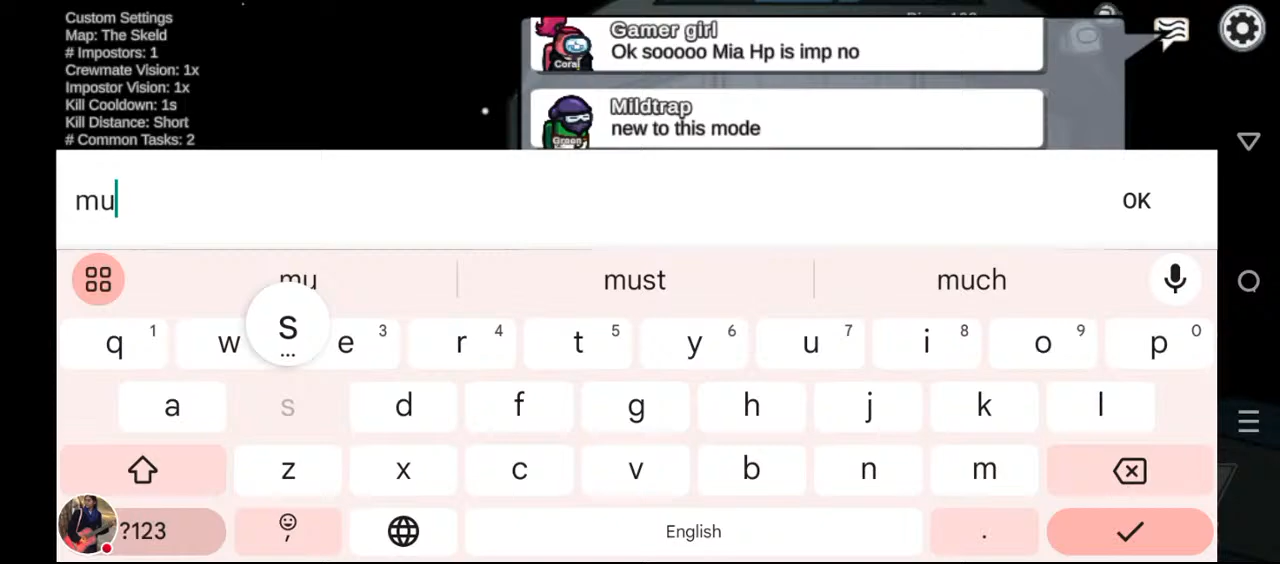 Custom Settings
Map: The Skeld
# Impostors: 1
Crewmate Vision: 1x
Impostor Vision: 1x
Kill Cooldown: 1s
Kill Distance: Short
# Common Tasks: 2
Gamer girl
Ok sooooo Mia Hp is imp no
Coral
Mildtrap
new to this mode
Green
mu
OK
mu must much
s
...
q 1 w e 3 r 4 t 5 y 6 u 7 i 8 o 9 p 0
a s d f g h j k l
z x c v b n m
?123 , English .